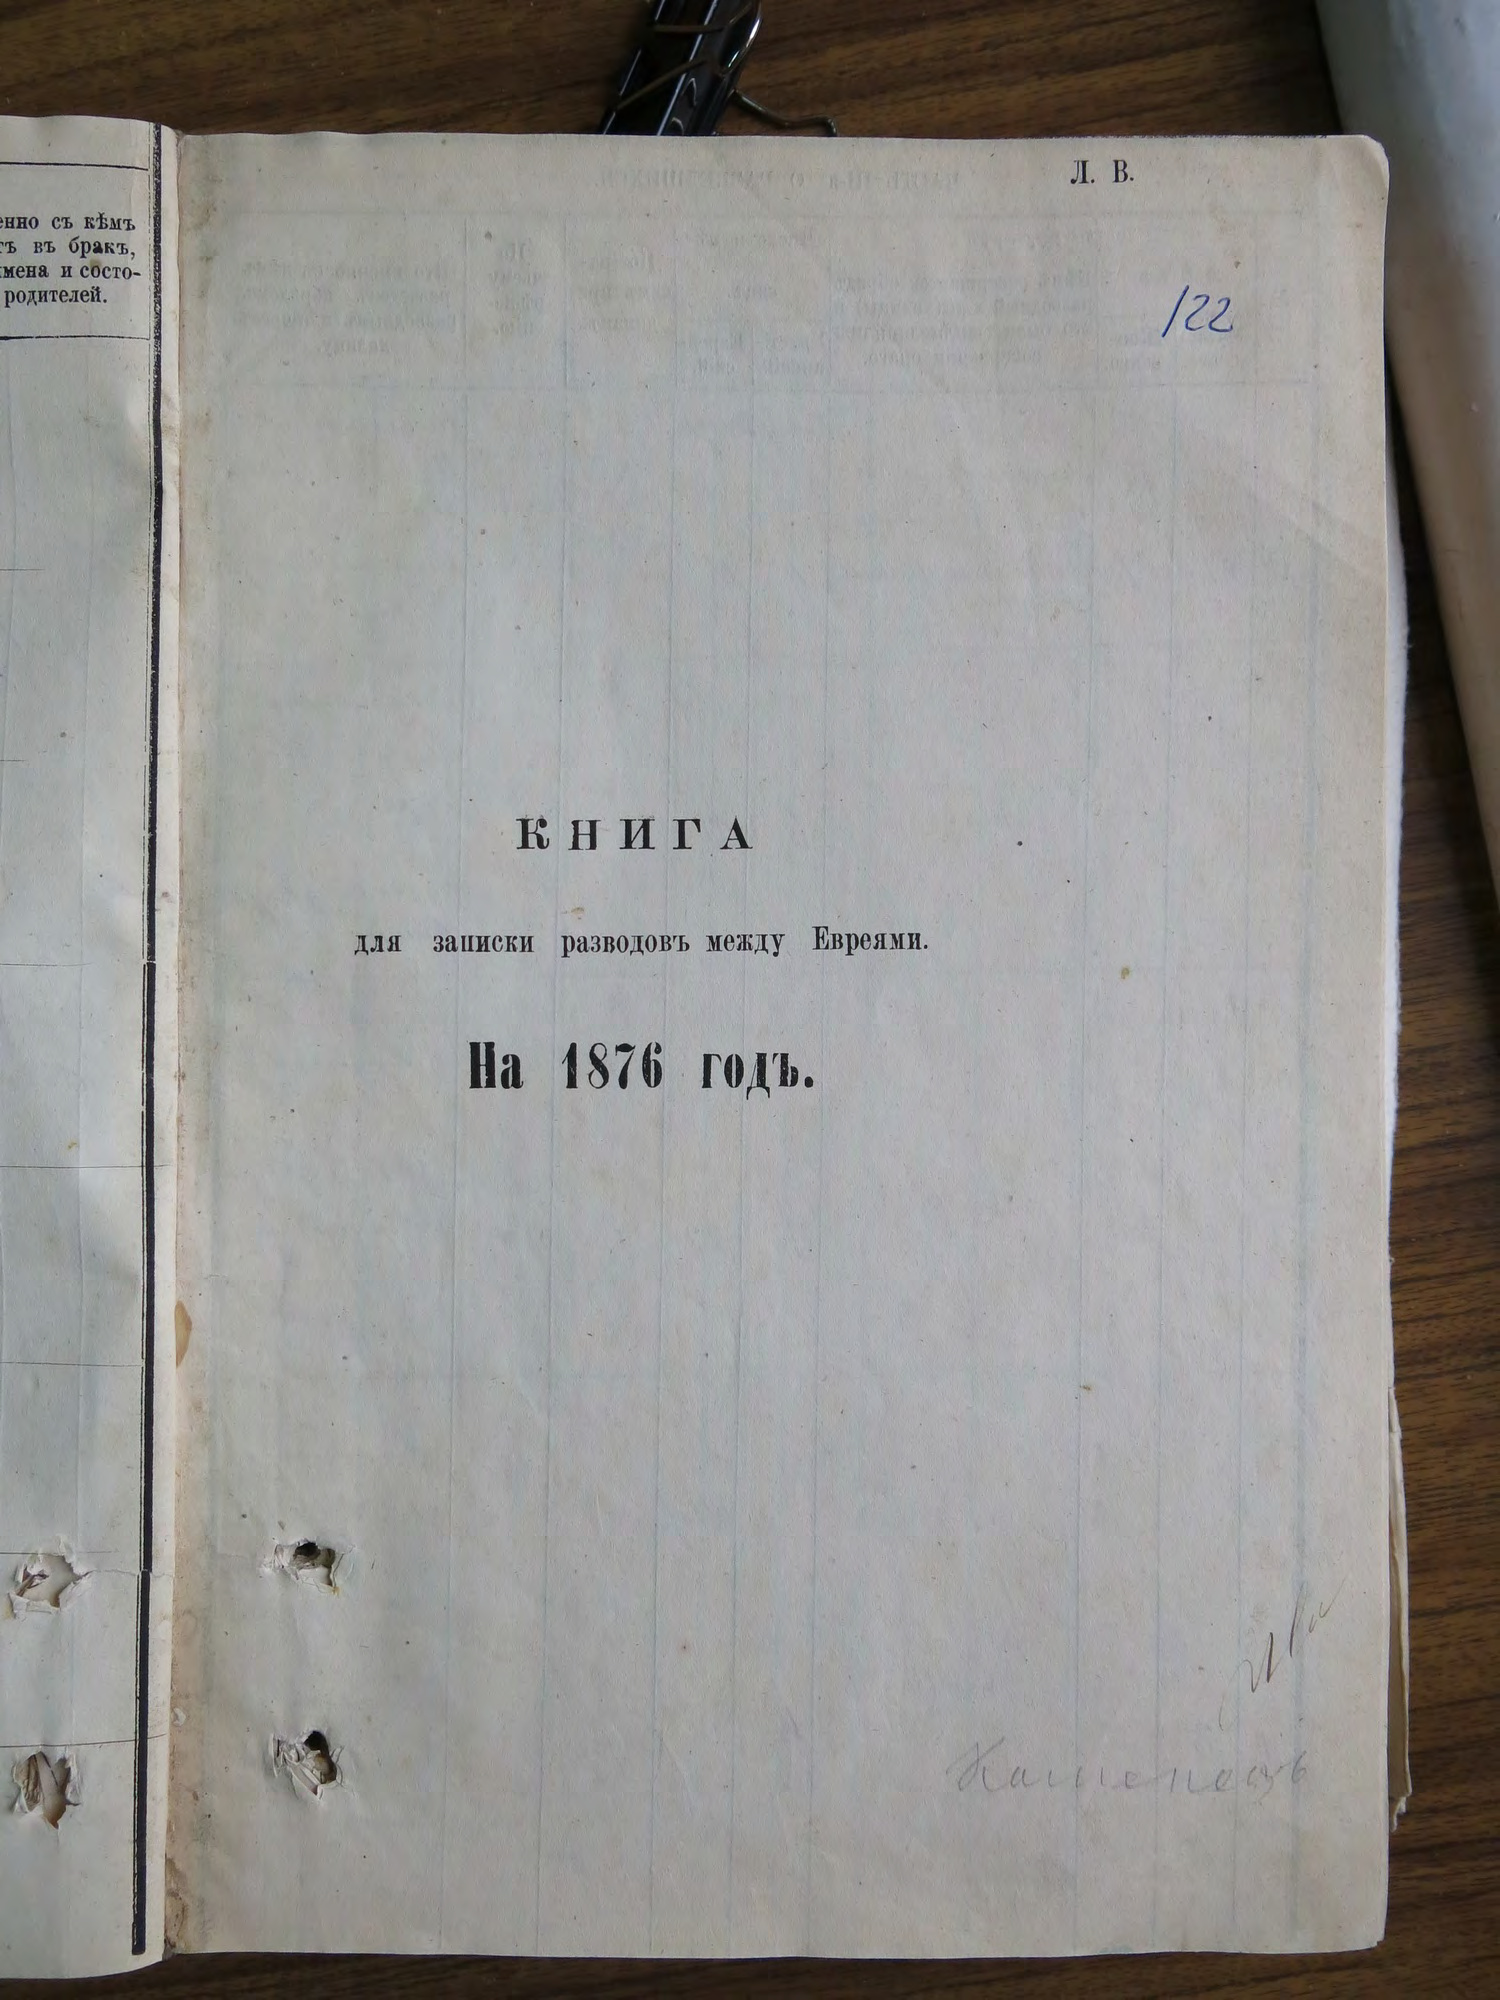 енно съ кѣмъ
ъ въ бракъ,
мена и состо-
родителей.
Л. В.
122
КНИГА
для записки разводовъ между Евреями.
На 1876 годъ.